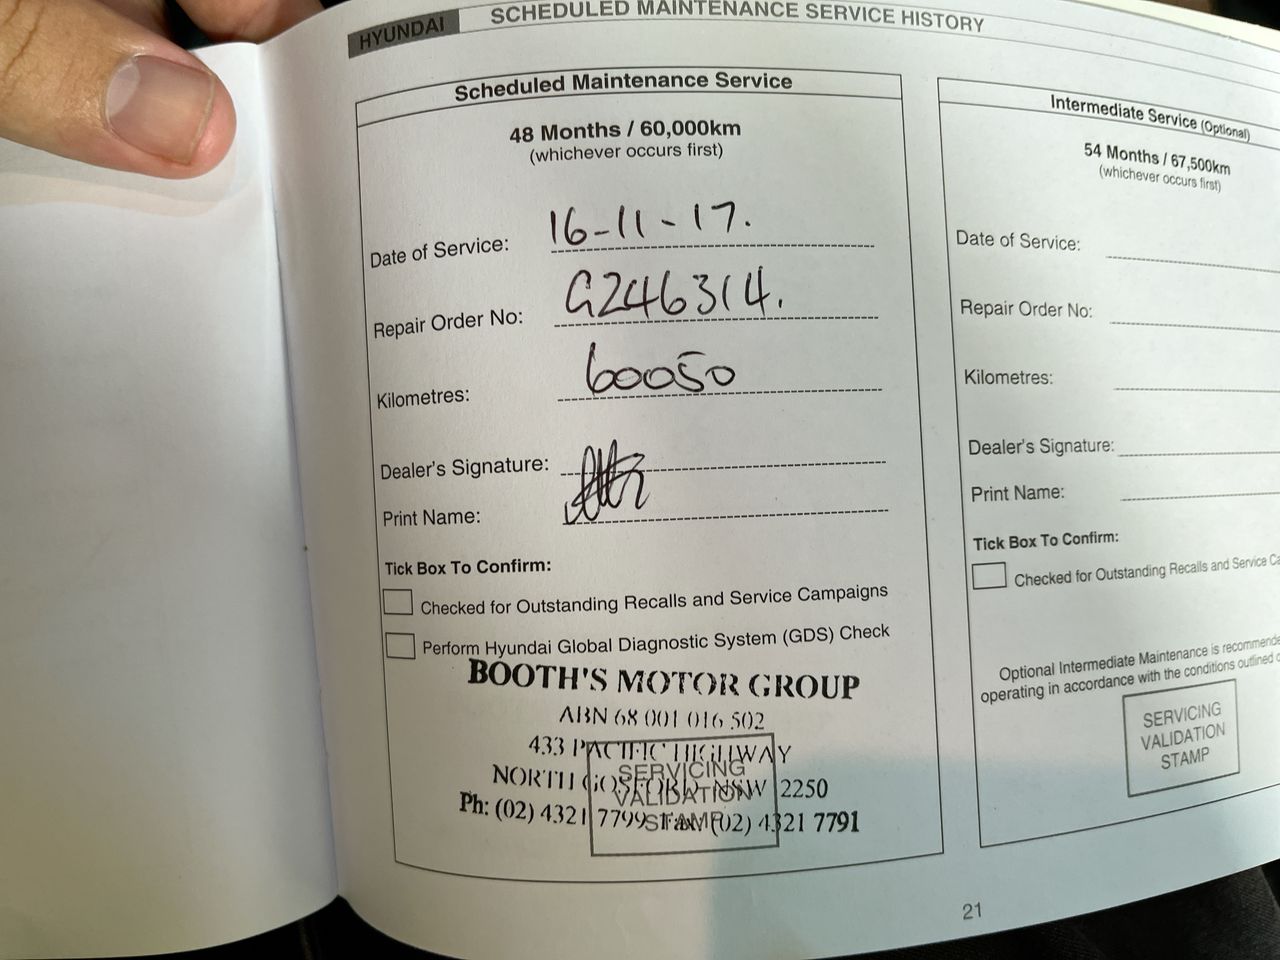 HYUNDAI
SCHEDULED MAINTENANCE SERVICE HISTORY
Scheduled Maintenance Service
48 Months / 60,000km
(whichever occurs first)
Date of Service: 16-11-17.
Repair Order No: G246314.
Kilometres: 60050
Dealer's Signature:
Print Name:
Tick Box To Confirm:
Checked for Outstanding Recalls and Service Campaigns
Perform Hyundai Global Diagnostic System (GDS) Check
BOOTH'S MOTOR GROUP
ABN 68 001 016 502
433 PACIFIC HIGHWAY
NORTH GOSFORD NSW 2250
Ph: (02) 4321 7799 Fax (02) 4321 7791
SERVICING
VALIDATION
STAMP
Intermediate Service (Optional)
54 Months / 67,500km
(whichever occurs first)
Date of Service:
Repair Order No:
Kilometres:
Dealer's Signature:
Print Name:
Tick Box To Confirm:
Checked for Outstanding Recalls and Service
Optional Intermediate Maintenance is
operating in accordance with the conditions outlined
SERVICING
VALIDATION
STAMP
21